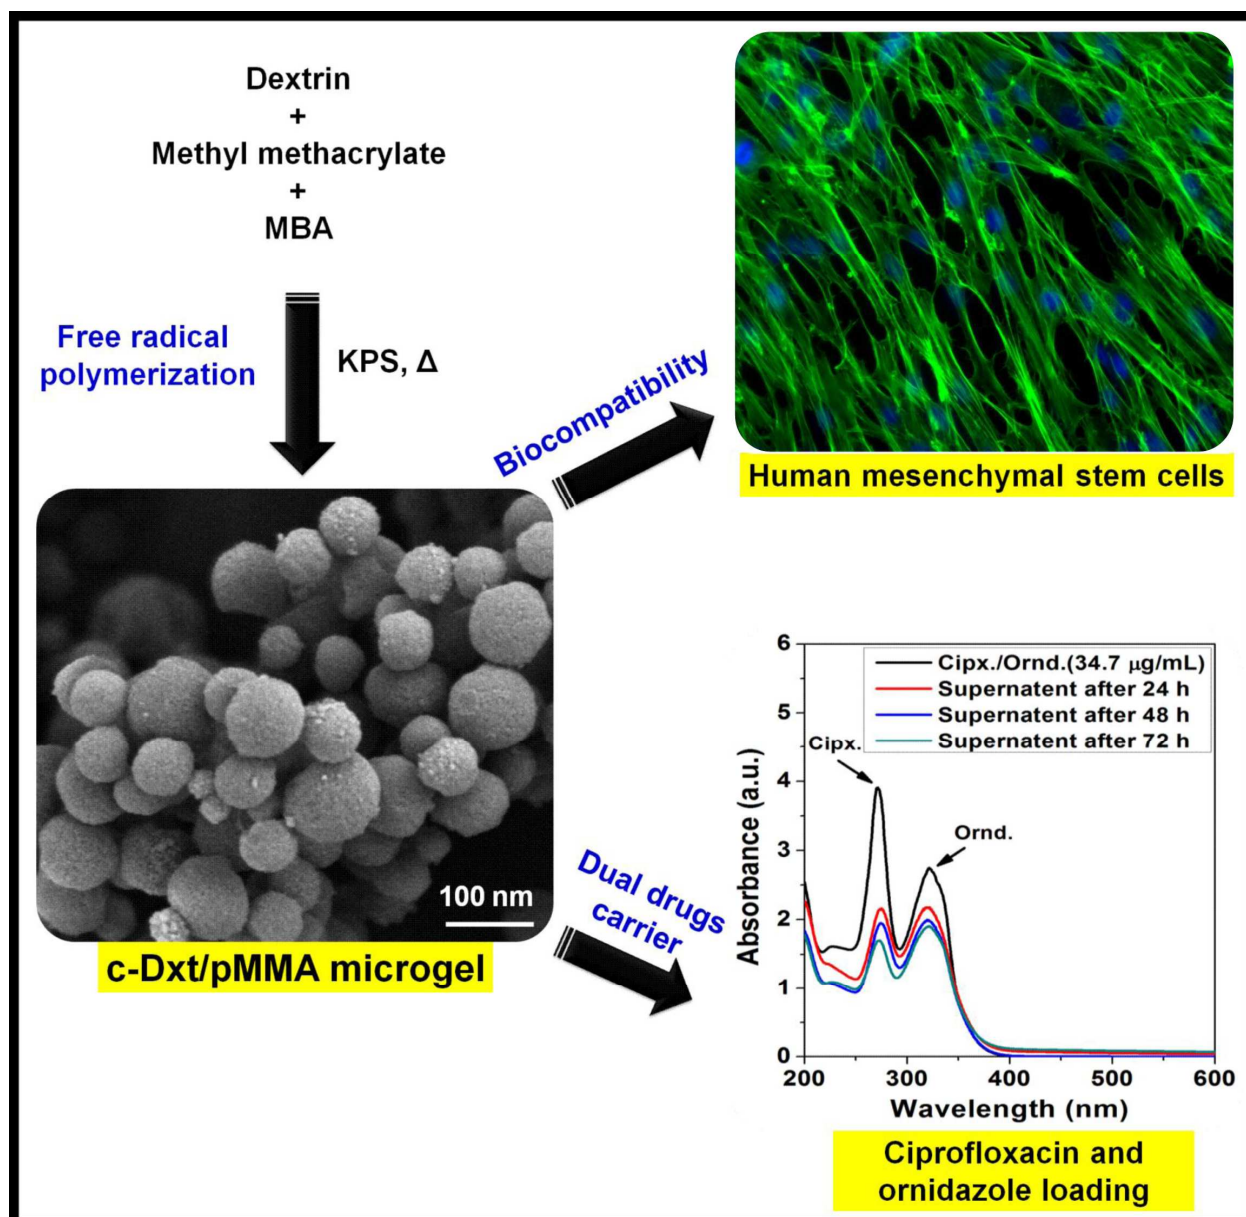 Dextrin
+
Methyl methacrylate
+
MBA
Free radical
polymerization
KPS, Δ
100 nm
c-Dxt/pMMA microgel
Biocompatibility
Human mesenchymal stem cells
Dual drugs
carrier
6
5
4
3
2
1
0
Absorbance (a.u.)
Cipx./Ornd.(34.7 µg/mL)
Supernatent after 24 h
Supernatent after 48 h
Supernatent after 72 h
Cipx.
Ornd.
200 300 400 500 600
Wavelength (nm)
Ciprofloxacin and
ornidazole loading